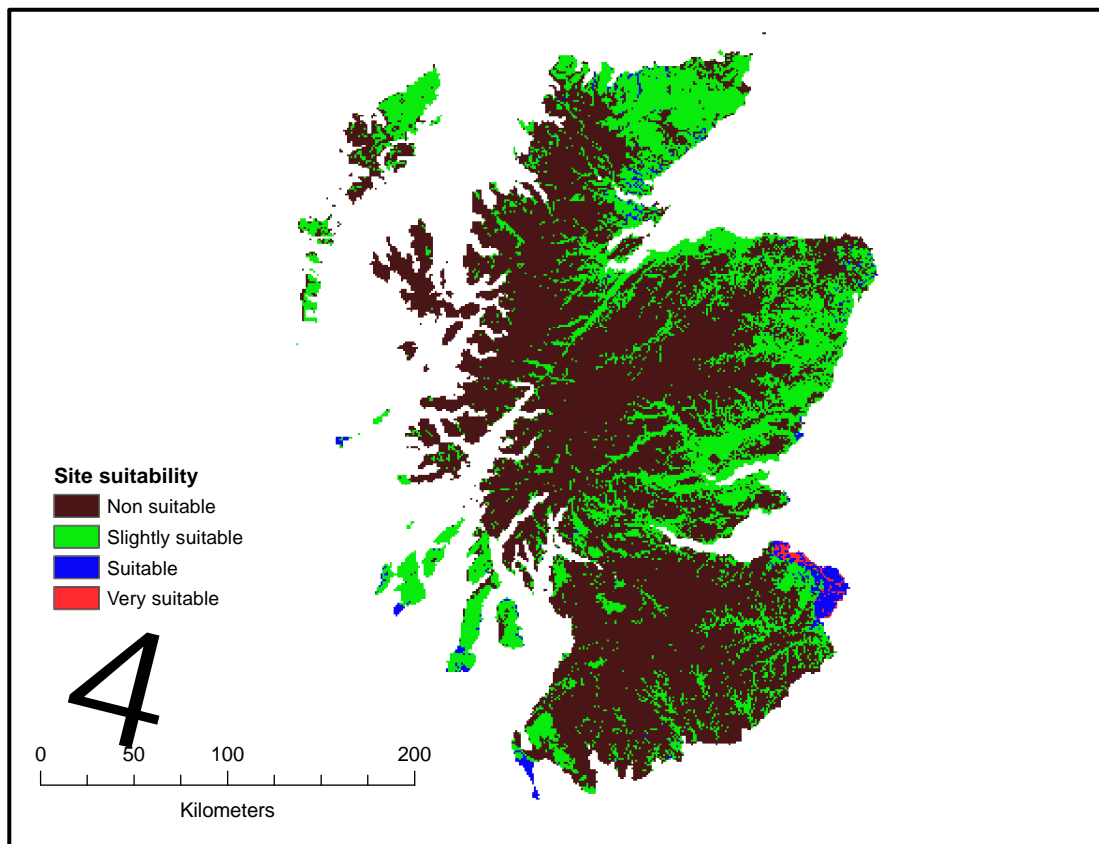 Site suitability
Non suitable
Slightly suitable
Suitable
Very suitable
4
0 50 100 200
Kilometers